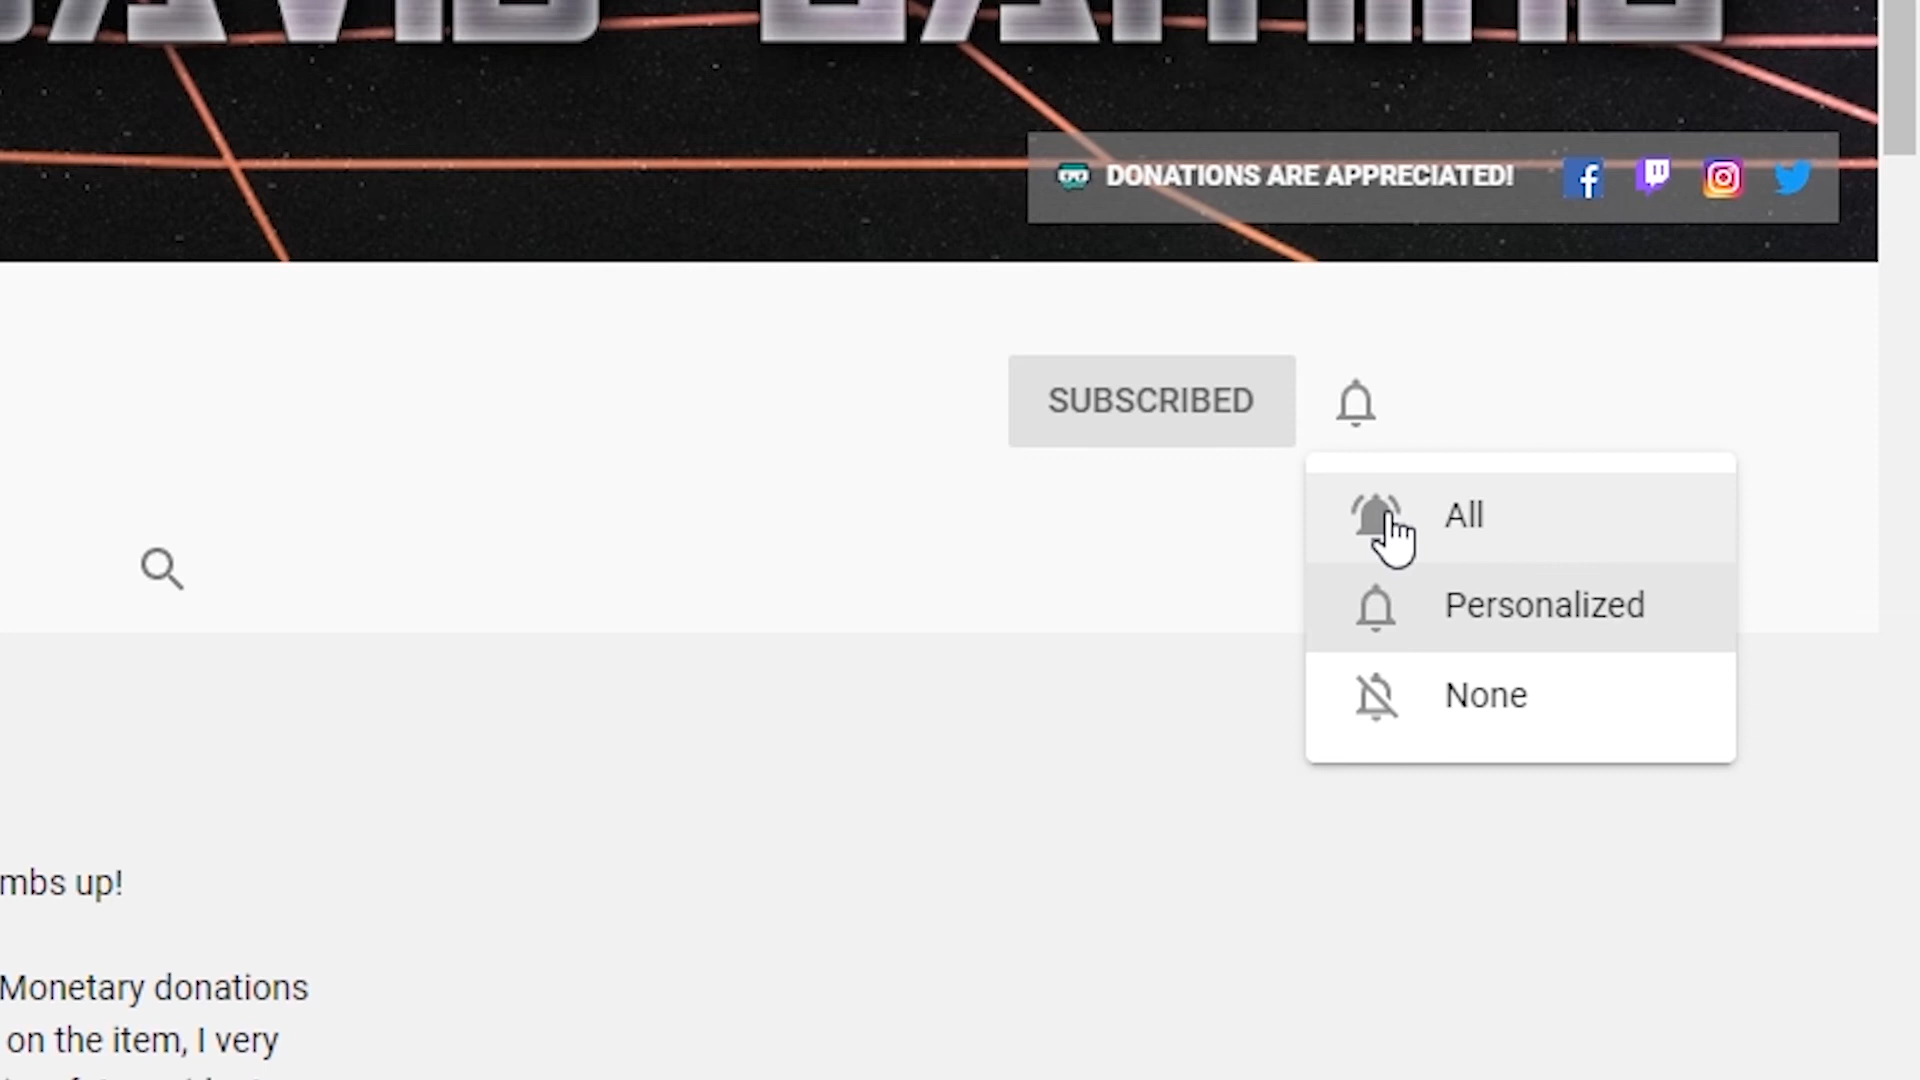 DONATIONS ARE APPRECIATED!
SUBSCRIBED
All
Personalized
None
mbs up!
Monetary donations
on the item, I very